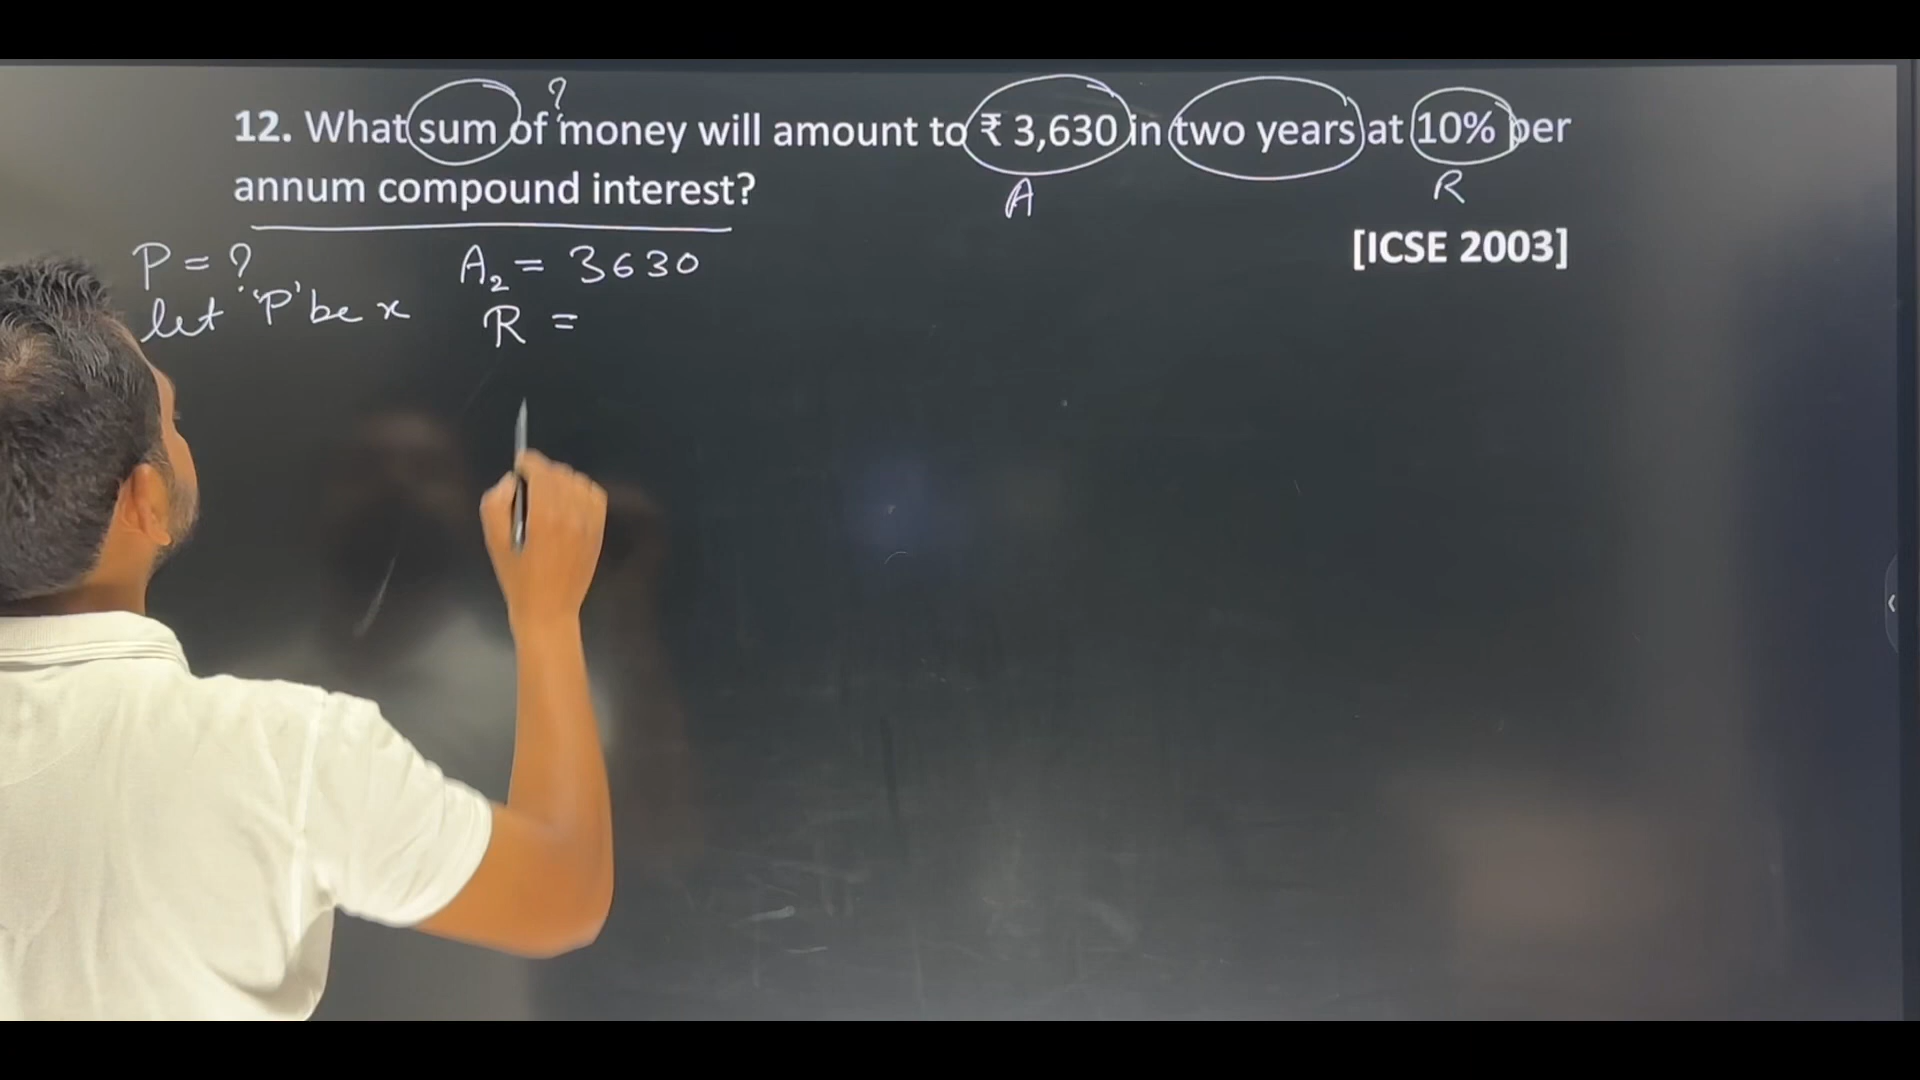 ?
12. What sum of money will amount to ₹ 3,630 in two years at 10% per
annum compound interest?
A R
[ICSE 2003]
P = ? A₂ = 3630
let 'P' be x R =